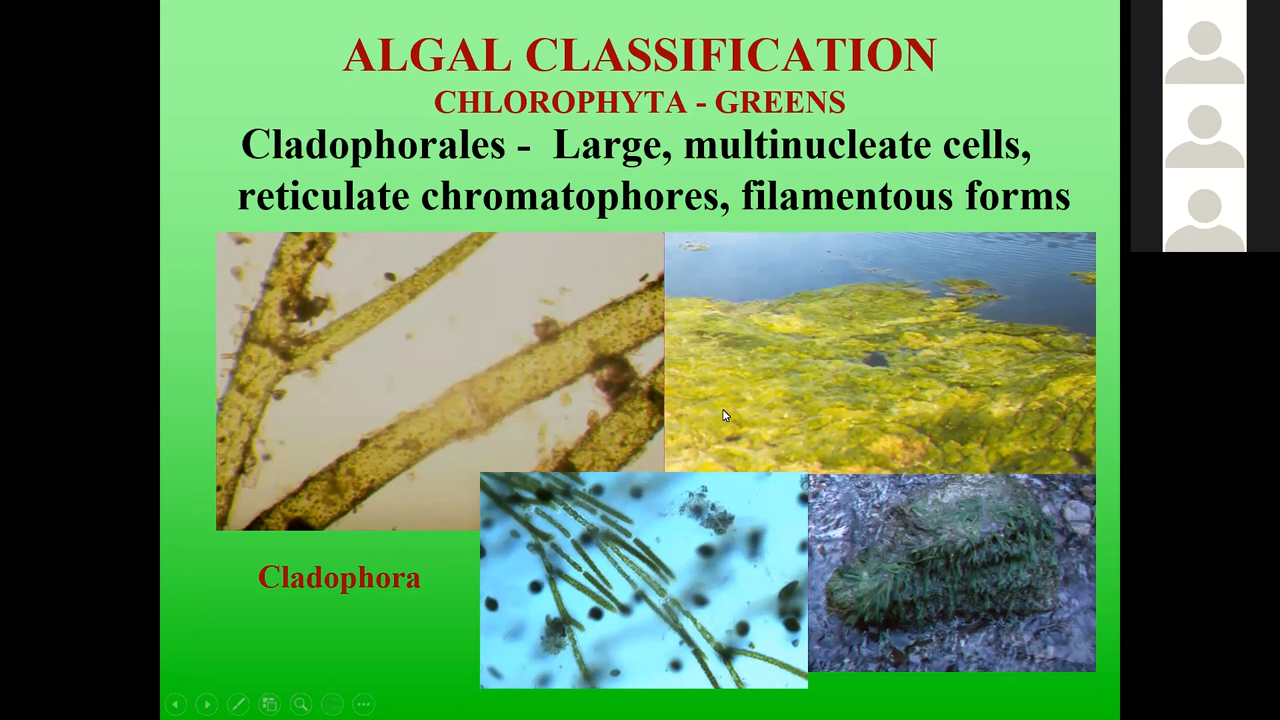 ALGAL CLASSIFICATION
CHLOROPHYTA - GREENS
Cladophorales - Large, multinucleate cells,
reticulate chromatophores, filamentous forms
Cladophora